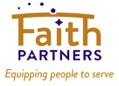 Faith
PARTNERS
Equipping people to serve